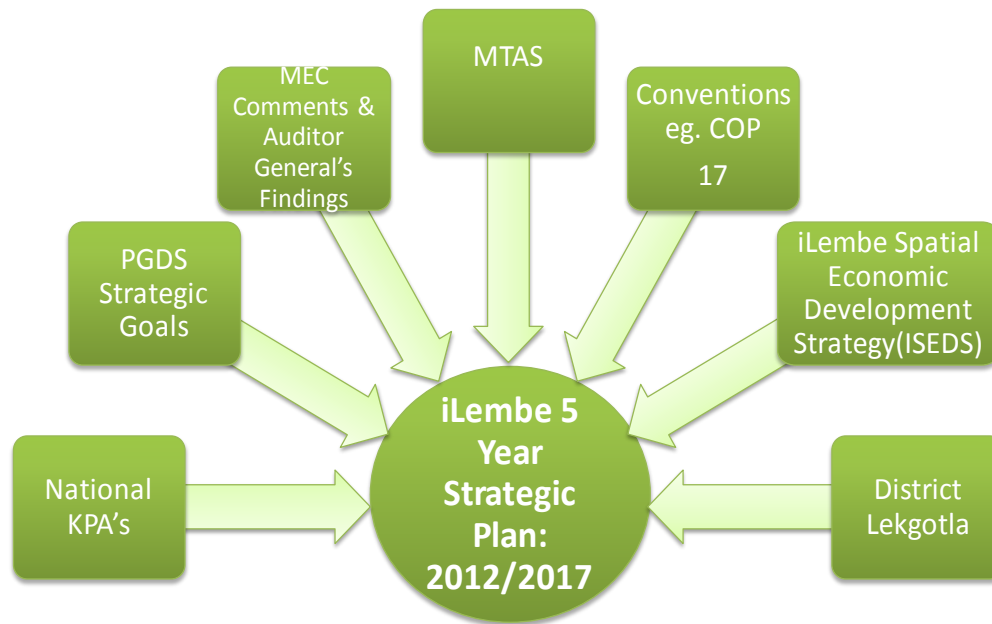 MTAS
MEC
Comments &
Auditor
General's
Findings
Conventions
eg. COP
17
PGDS
Strategic
Goals
iLembe Spatial
Economic
Development
Strategy(ISEDS)
National
KPA's
iLembe 5
Year
Strategic
Plan:
2012/2017
District
Lekgotla